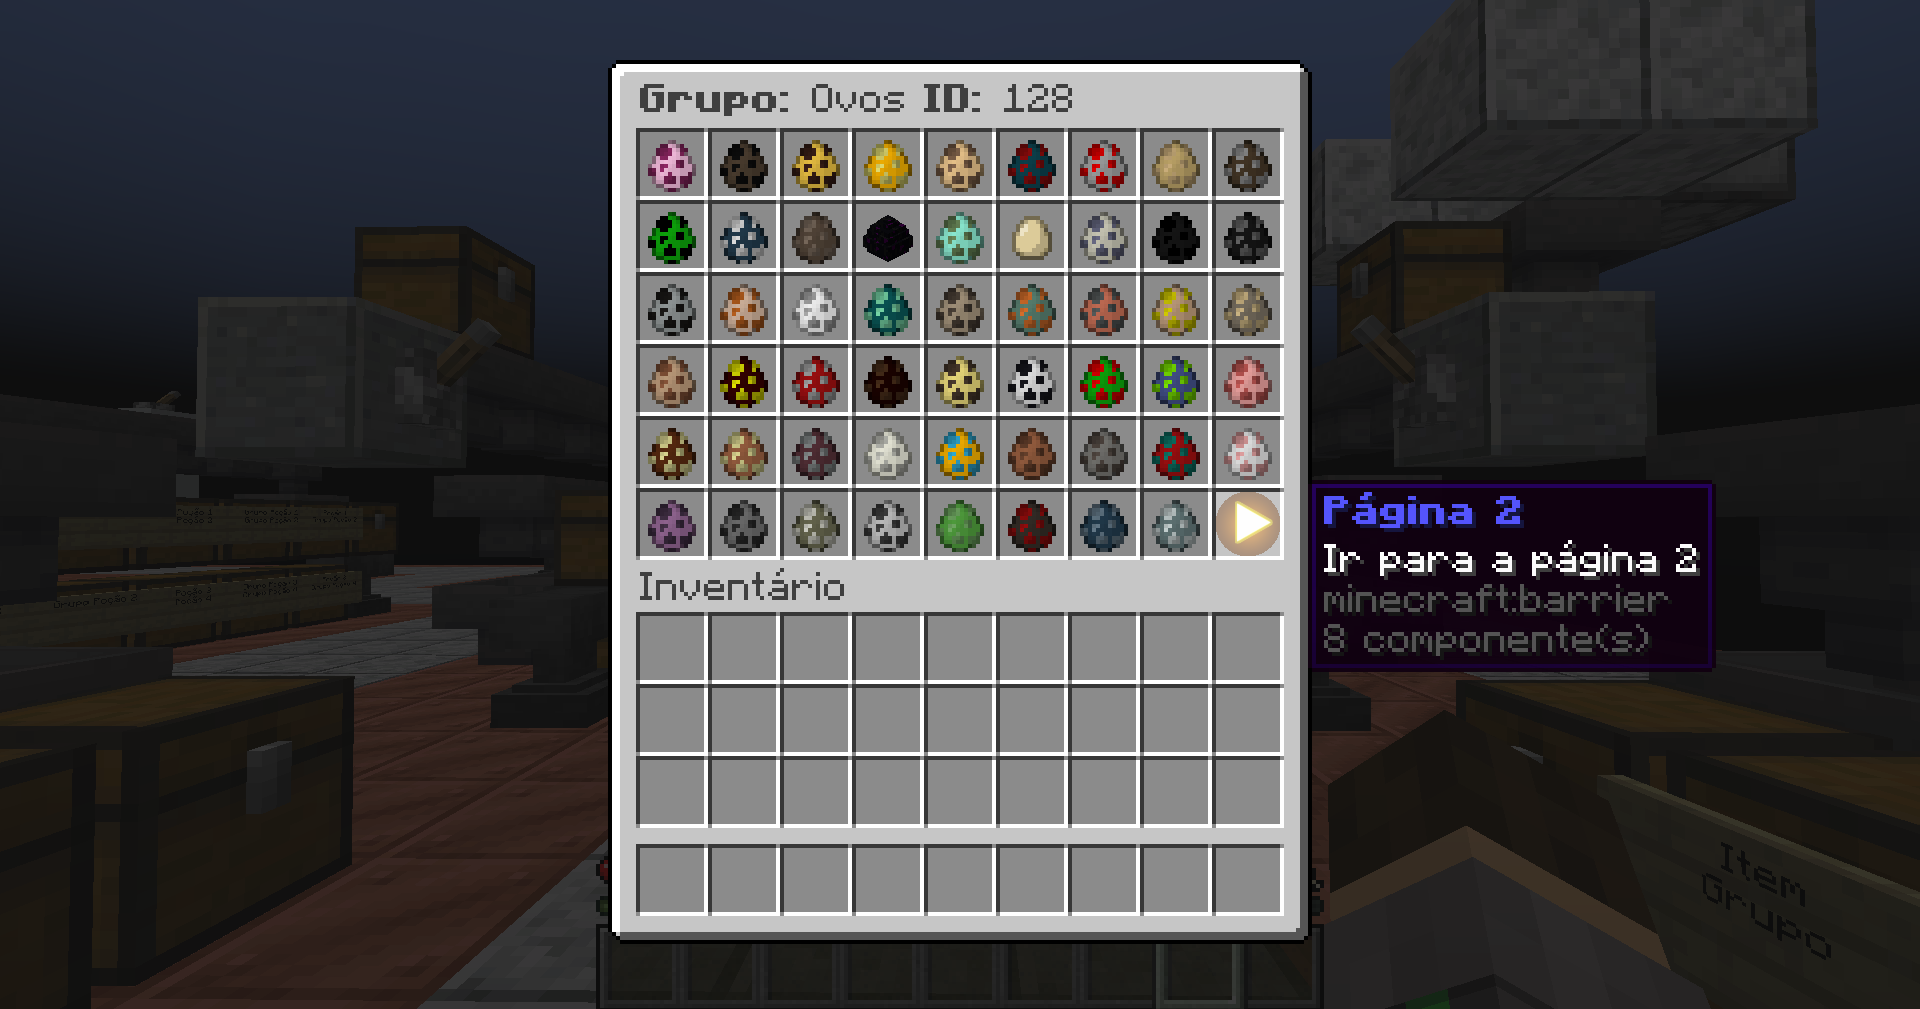 Grupo: Ovos ID: 128
Página 2
Ir para a página 2
minecraft:barrier
8 componente(s)
Inventário
Item
Grupo